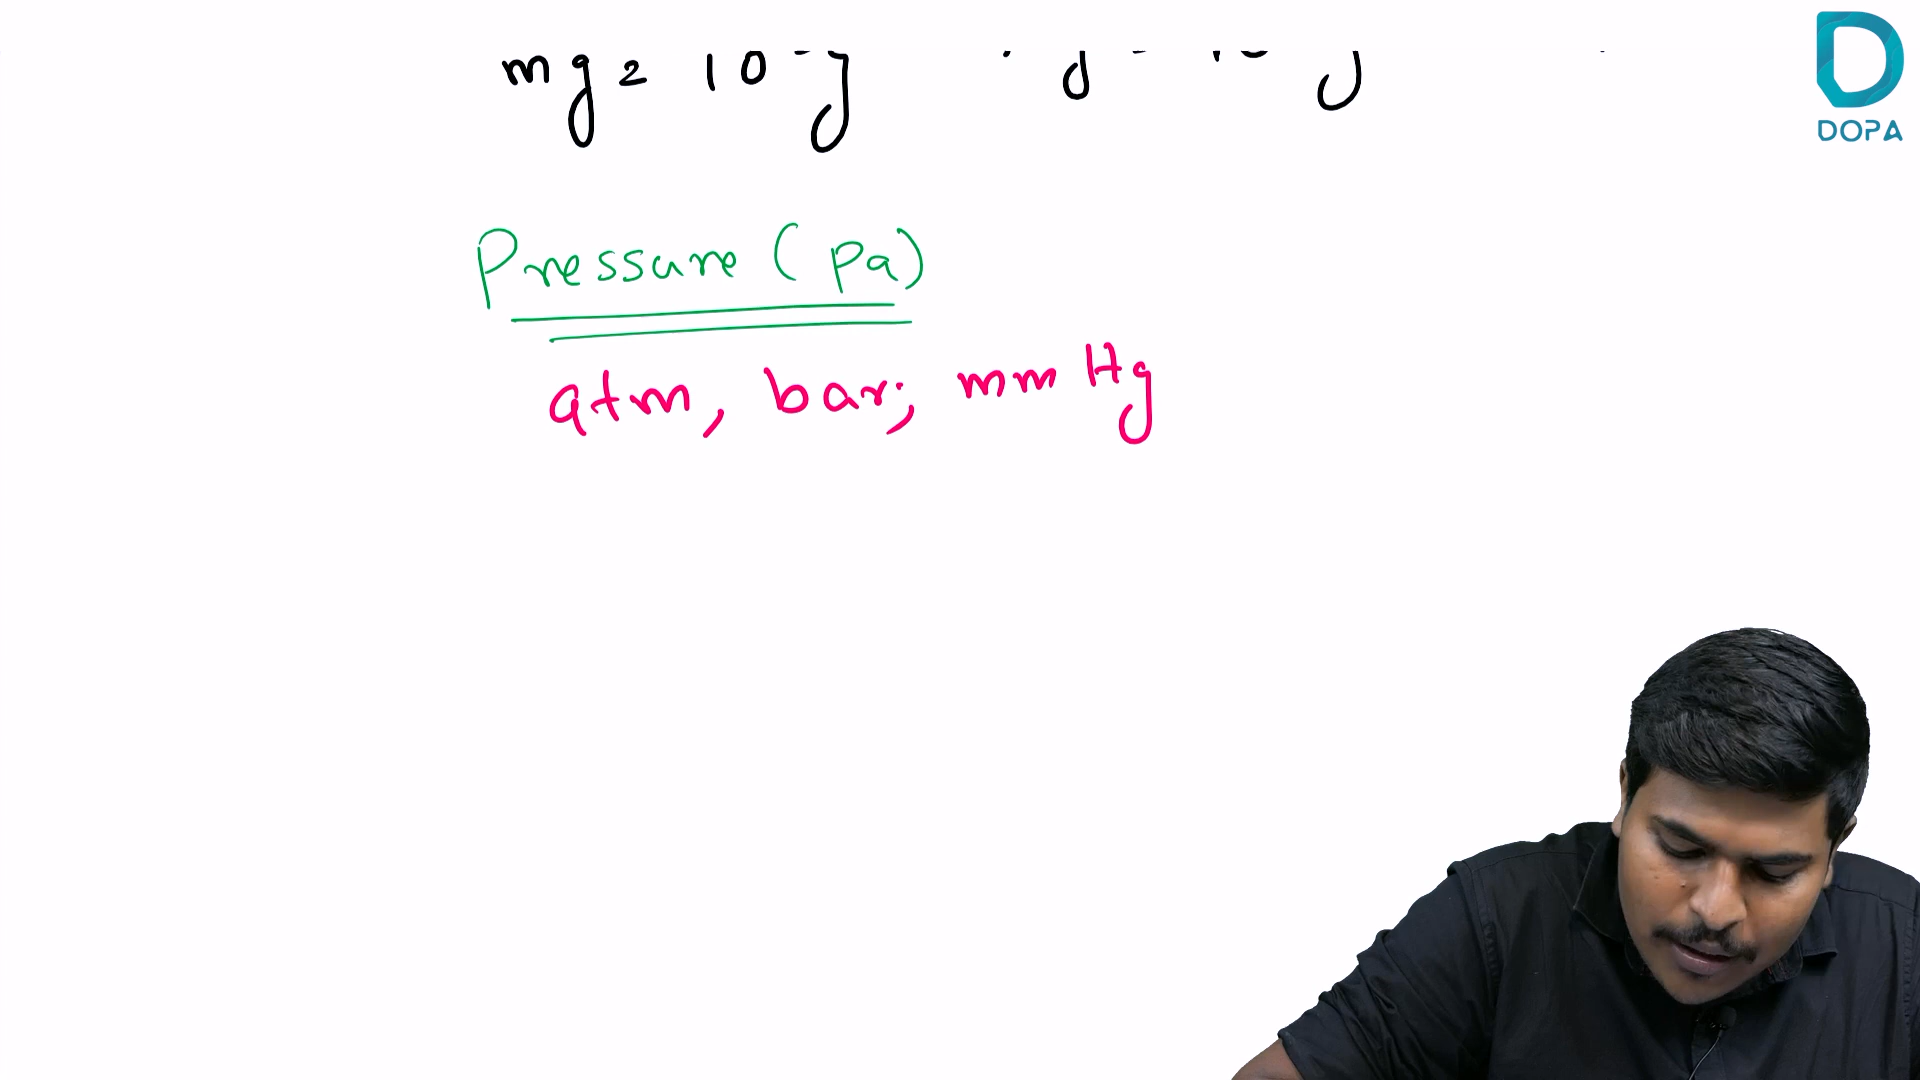 mg = 10 g
DOPA
Pressure (Pa)
atm, bar, mm Hg